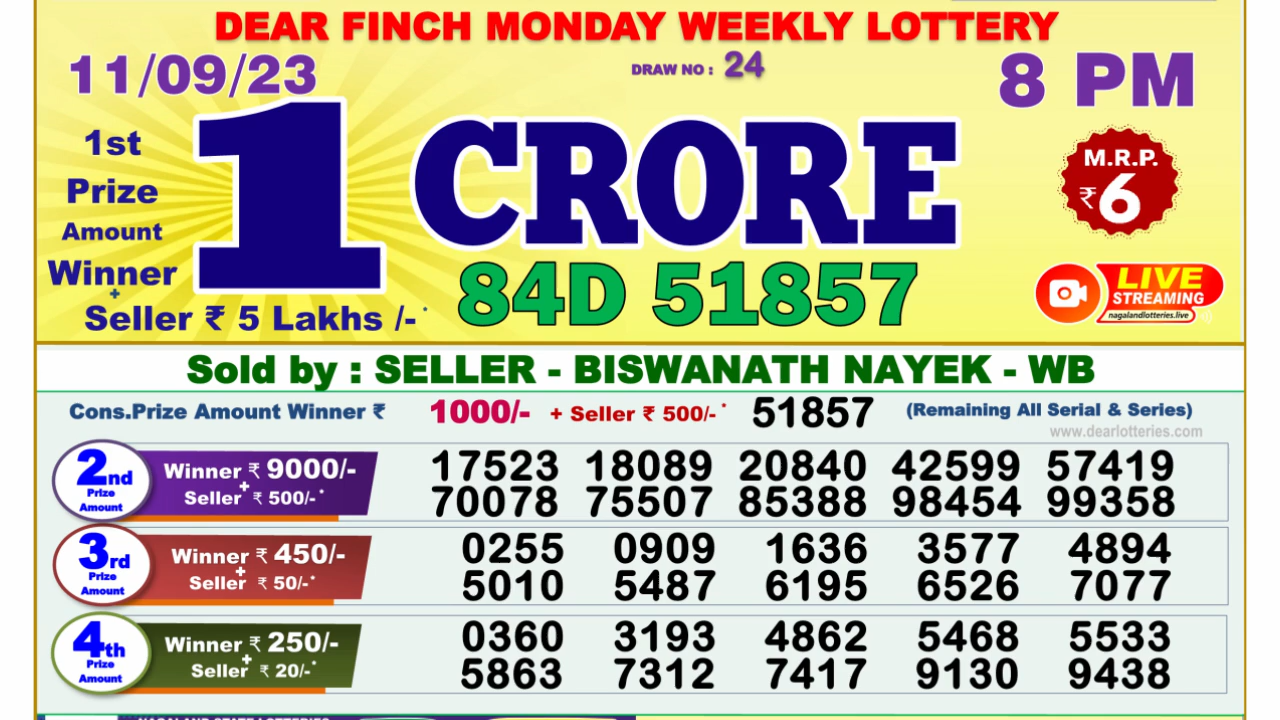 DEAR FINCH MONDAY WEEKLY LOTTERY
11/09/23
DRAW NO : 24
8 PM
1st
Prize
Amount
Winner
+
Seller ₹ 5 Lakhs /-*
1 CRORE
84D 51857
M.R.P.
₹6
LIVE
STREAMING
nagalandlotteries.live
Sold by : SELLER - BISWANATH NAYEK - WB
Cons.Prize Amount Winner ₹ 1000/- + Seller ₹ 500/-* 51857 (Remaining All Serial & Series)
www.dearlotteries.com
2nd
Prize
Amount
Winner ₹ 9000/-
+
Seller ₹ 500/-*
17523 18089 20840 42599 57419
70078 75507 85388 98454 99358
3rd
Prize
Amount
Winner ₹ 450/-
+
Seller ₹ 50/-*
0255 0909 1636 3577 4894
5010 5487 6195 6526 7077
4th
Prize
Amount
Winner ₹ 250/-
+
Seller ₹ 20/-*
0360 3193 4862 5468 5533
5863 7312 7417 9130 9438
NAGALAND STATE LOTTERIES